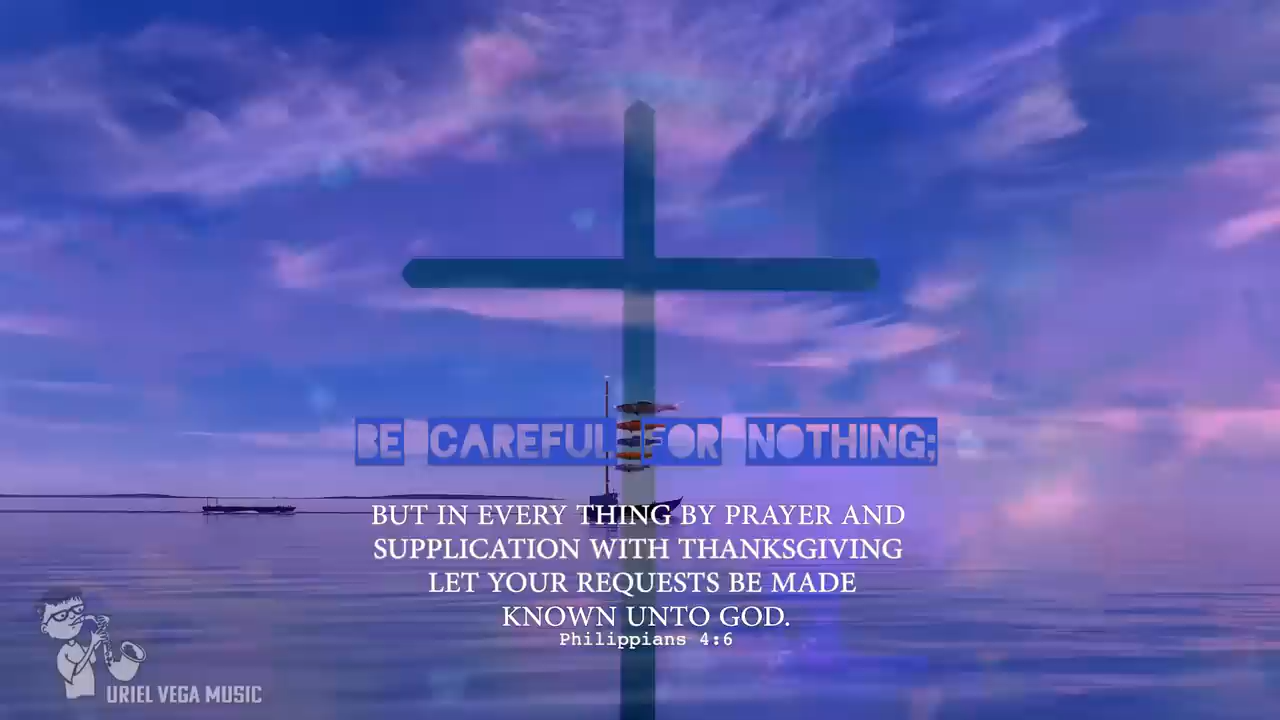 BE CAREFUL FOR NOTHING;
BUT IN EVERY THING BY PRAYER AND
SUPPLICATION WITH THANKSGIVING
LET YOUR REQUESTS BE MADE
KNOWN UNTO GOD.
Philippians 4:6
URIEL VEGA MUSIC